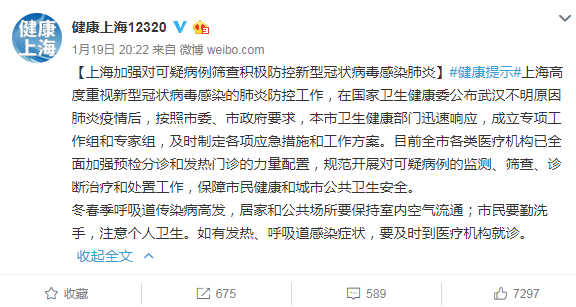 健康
上海
健康上海12320
1月19日 20:22 来自 微博 weibo.com
【上海加强对可疑病例筛查积极防控新型冠状病毒感染肺炎】#健康提示#上海高
度重视新型冠状病毒感染的肺炎防控工作，在国家卫生健康委公布武汉不明原因
肺炎疫情后，按照市委、市政府要求，本市卫生健康部门迅速响应，成立专项工
作组和专家组，及时制定各项应急措施和工作方案。目前全市各类医疗机构已全
面加强预检分诊和发热门诊的力量配置，规范开展对可疑病例的监测、筛查、诊
断治疗和处置工作，保障市民健康和城市公共卫生安全。
冬春季呼吸道传染病高发，居家和公共场所要保持室内空气流通；市民要勤洗
手，注意个人卫生。如有发热、呼吸道感染症状，要及时到医疗机构就诊。
收起全文
收藏 675 589 7297